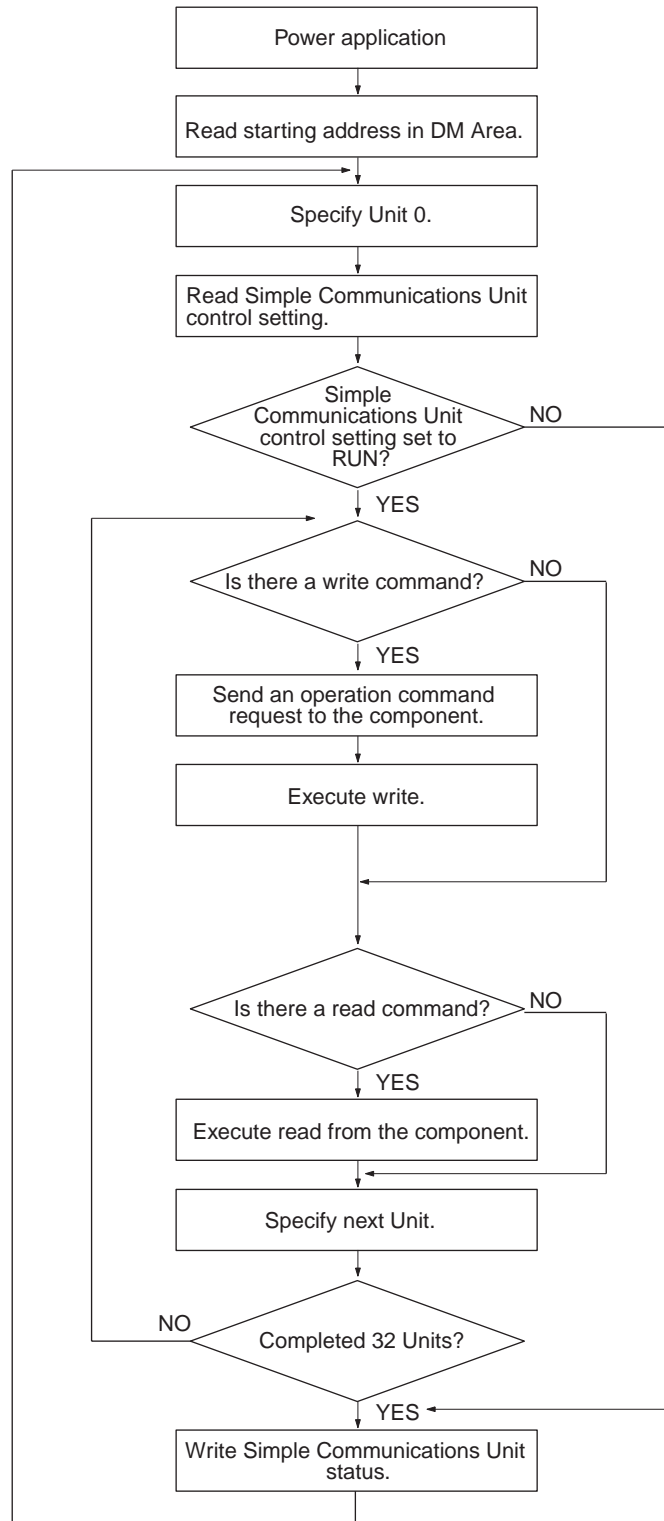 Power application
Read starting address in DM Area.
Specify Unit 0.
Read Simple Communications Unit
control setting.
Simple
Communications Unit
control setting set to
RUN?
NO
YES
Is there a write command?
NO
YES
Send an operation command
request to the component.
Execute write.
Is there a read command?
NO
YES
Execute read from the component.
Specify next Unit.
NO
Completed 32 Units?
YES
Write Simple Communications Unit
status.